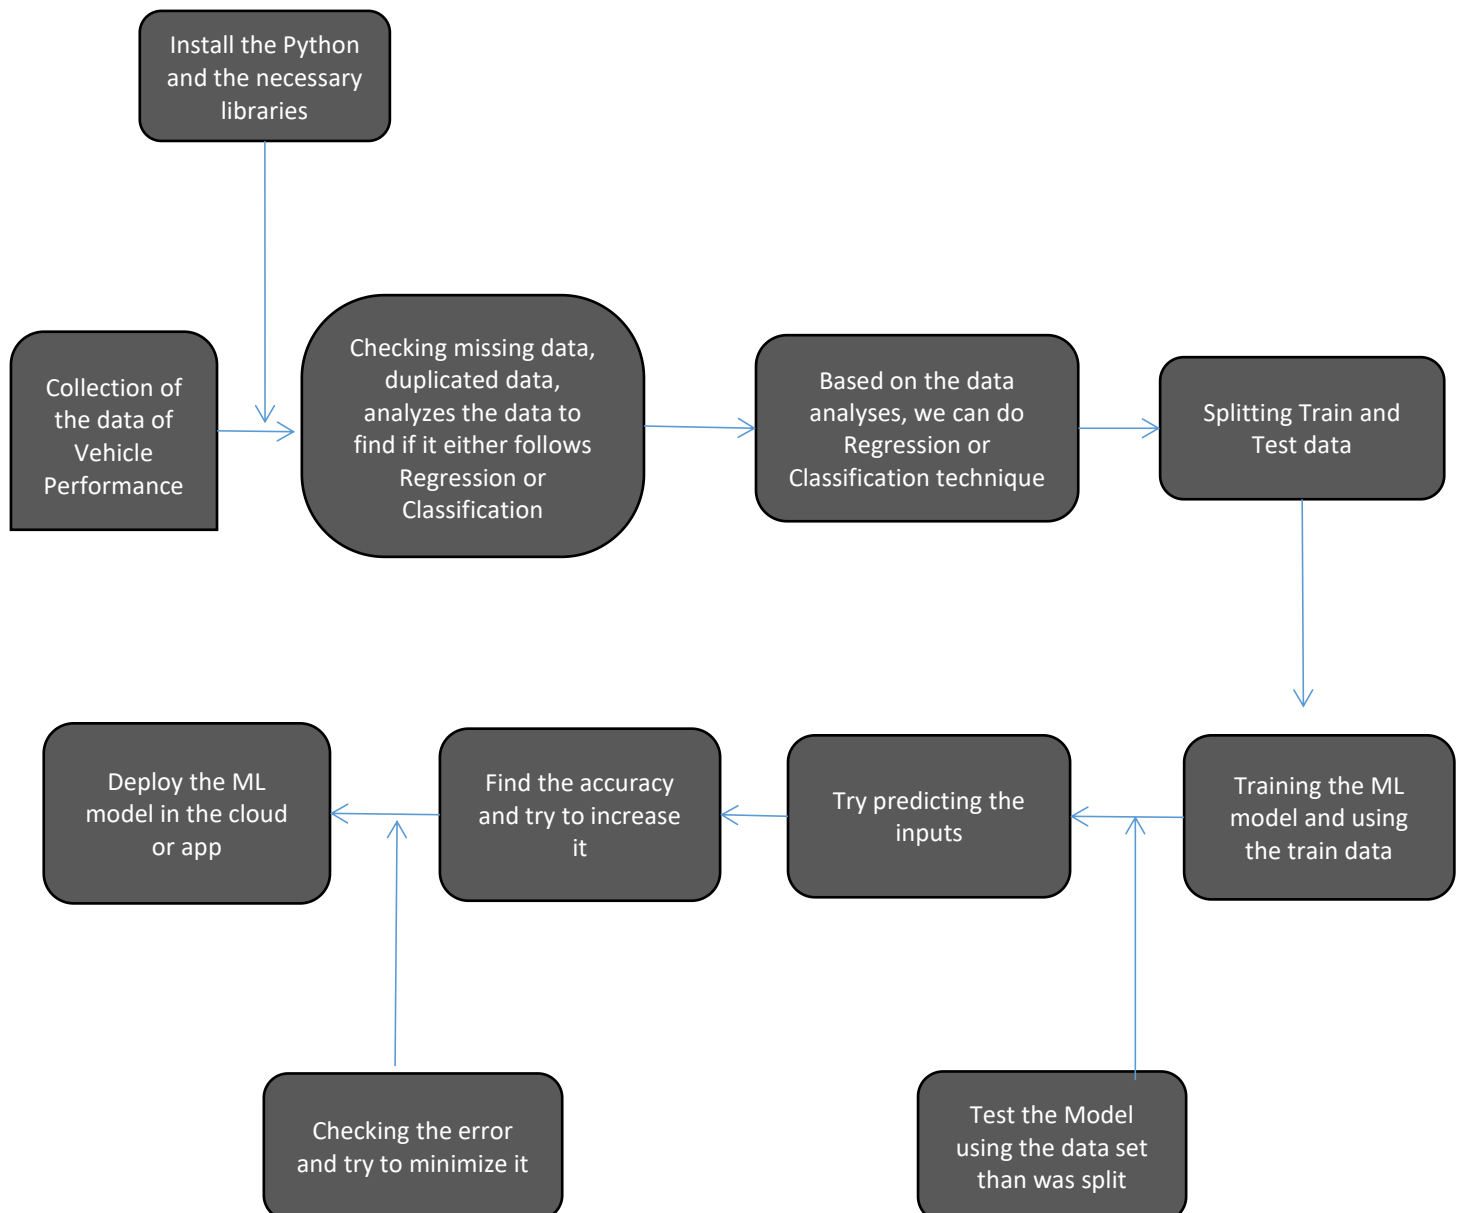 Install the Python
and the necessary
libraries
Collection of
the data of
Vehicle
Performance
Checking missing data,
duplicated data,
analyzes the data to
find if it either follows
Regression or
Classification
Based on the data
analyses, we can do
Regression or
Classification technique
Splitting Train and
Test data
Training the ML
model and using
the train data
Try predicting the
inputs
Find the accuracy
and try to increase
it
Deploy the ML
model in the cloud
or app
Checking the error
and try to minimize it
Test the Model
using the data set
than was split